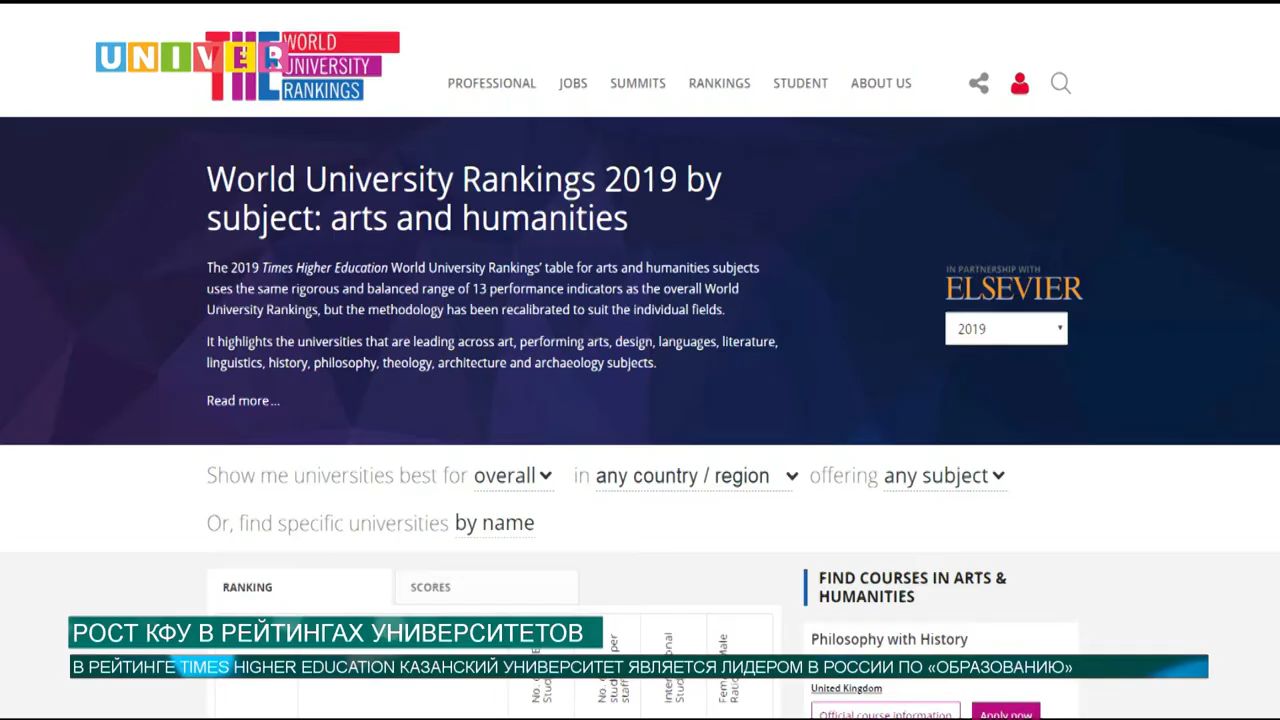 UNIVER
THE WORLD
UNIVERSITY
RANKINGS
PROFESSIONAL JOBS SUMMITS RANKINGS STUDENT ABOUT US
World University Rankings 2019 by
subject: arts and humanities
The 2019 Times Higher Education World University Rankings' table for arts and humanities subjects
uses the same rigorous and balanced range of 13 performance indicators as the overall World
University Rankings, but the methodology has been recalibrated to suit the individual fields.
It highlights the universities that are leading across art, performing arts, design, languages, literature,
linguistics, history, philosophy, theology, architecture and archaeology subjects.
Read more...
IN PARTNERSHIP WITH
ELSEVIER
2019
Show me universities best for overall in any country / region offering any subject
Or, find specific universities by name
RANKING SCORES
FIND COURSES IN ARTS &
HUMANITIES
Philosophy with History
United Kingdom
Official course information Apply now
РОСТ КФУ В РЕЙТИНГАХ УНИВЕРСИТЕТОВ
В РЕЙТИНГЕ TIMES HIGHER EDUCATION КАЗАНСКИЙ УНИВЕРСИТЕТ ЯВЛЯЕТСЯ ЛИДЕРОМ В РОССИИ ПО «ОБРАЗОВАНИЮ»